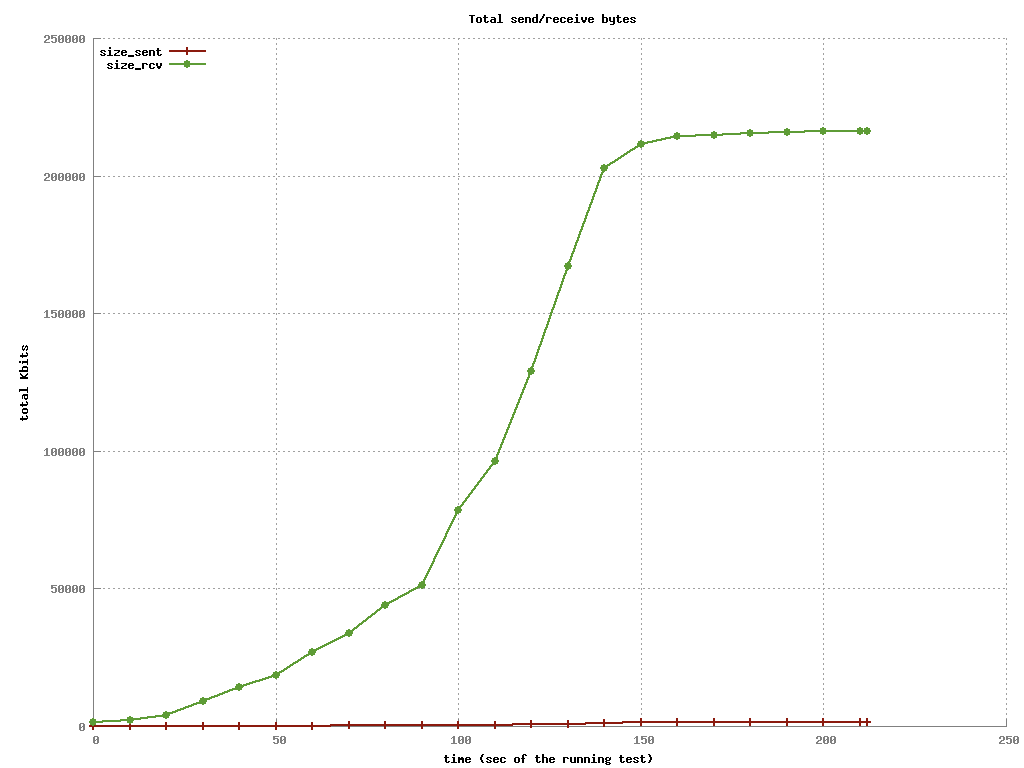 Total send/receive bytes
250000
size_sent
size_rcv
200000
150000
total Kbits
100000
50000
0
0 50 100 150 200 250
time (sec of the running test)